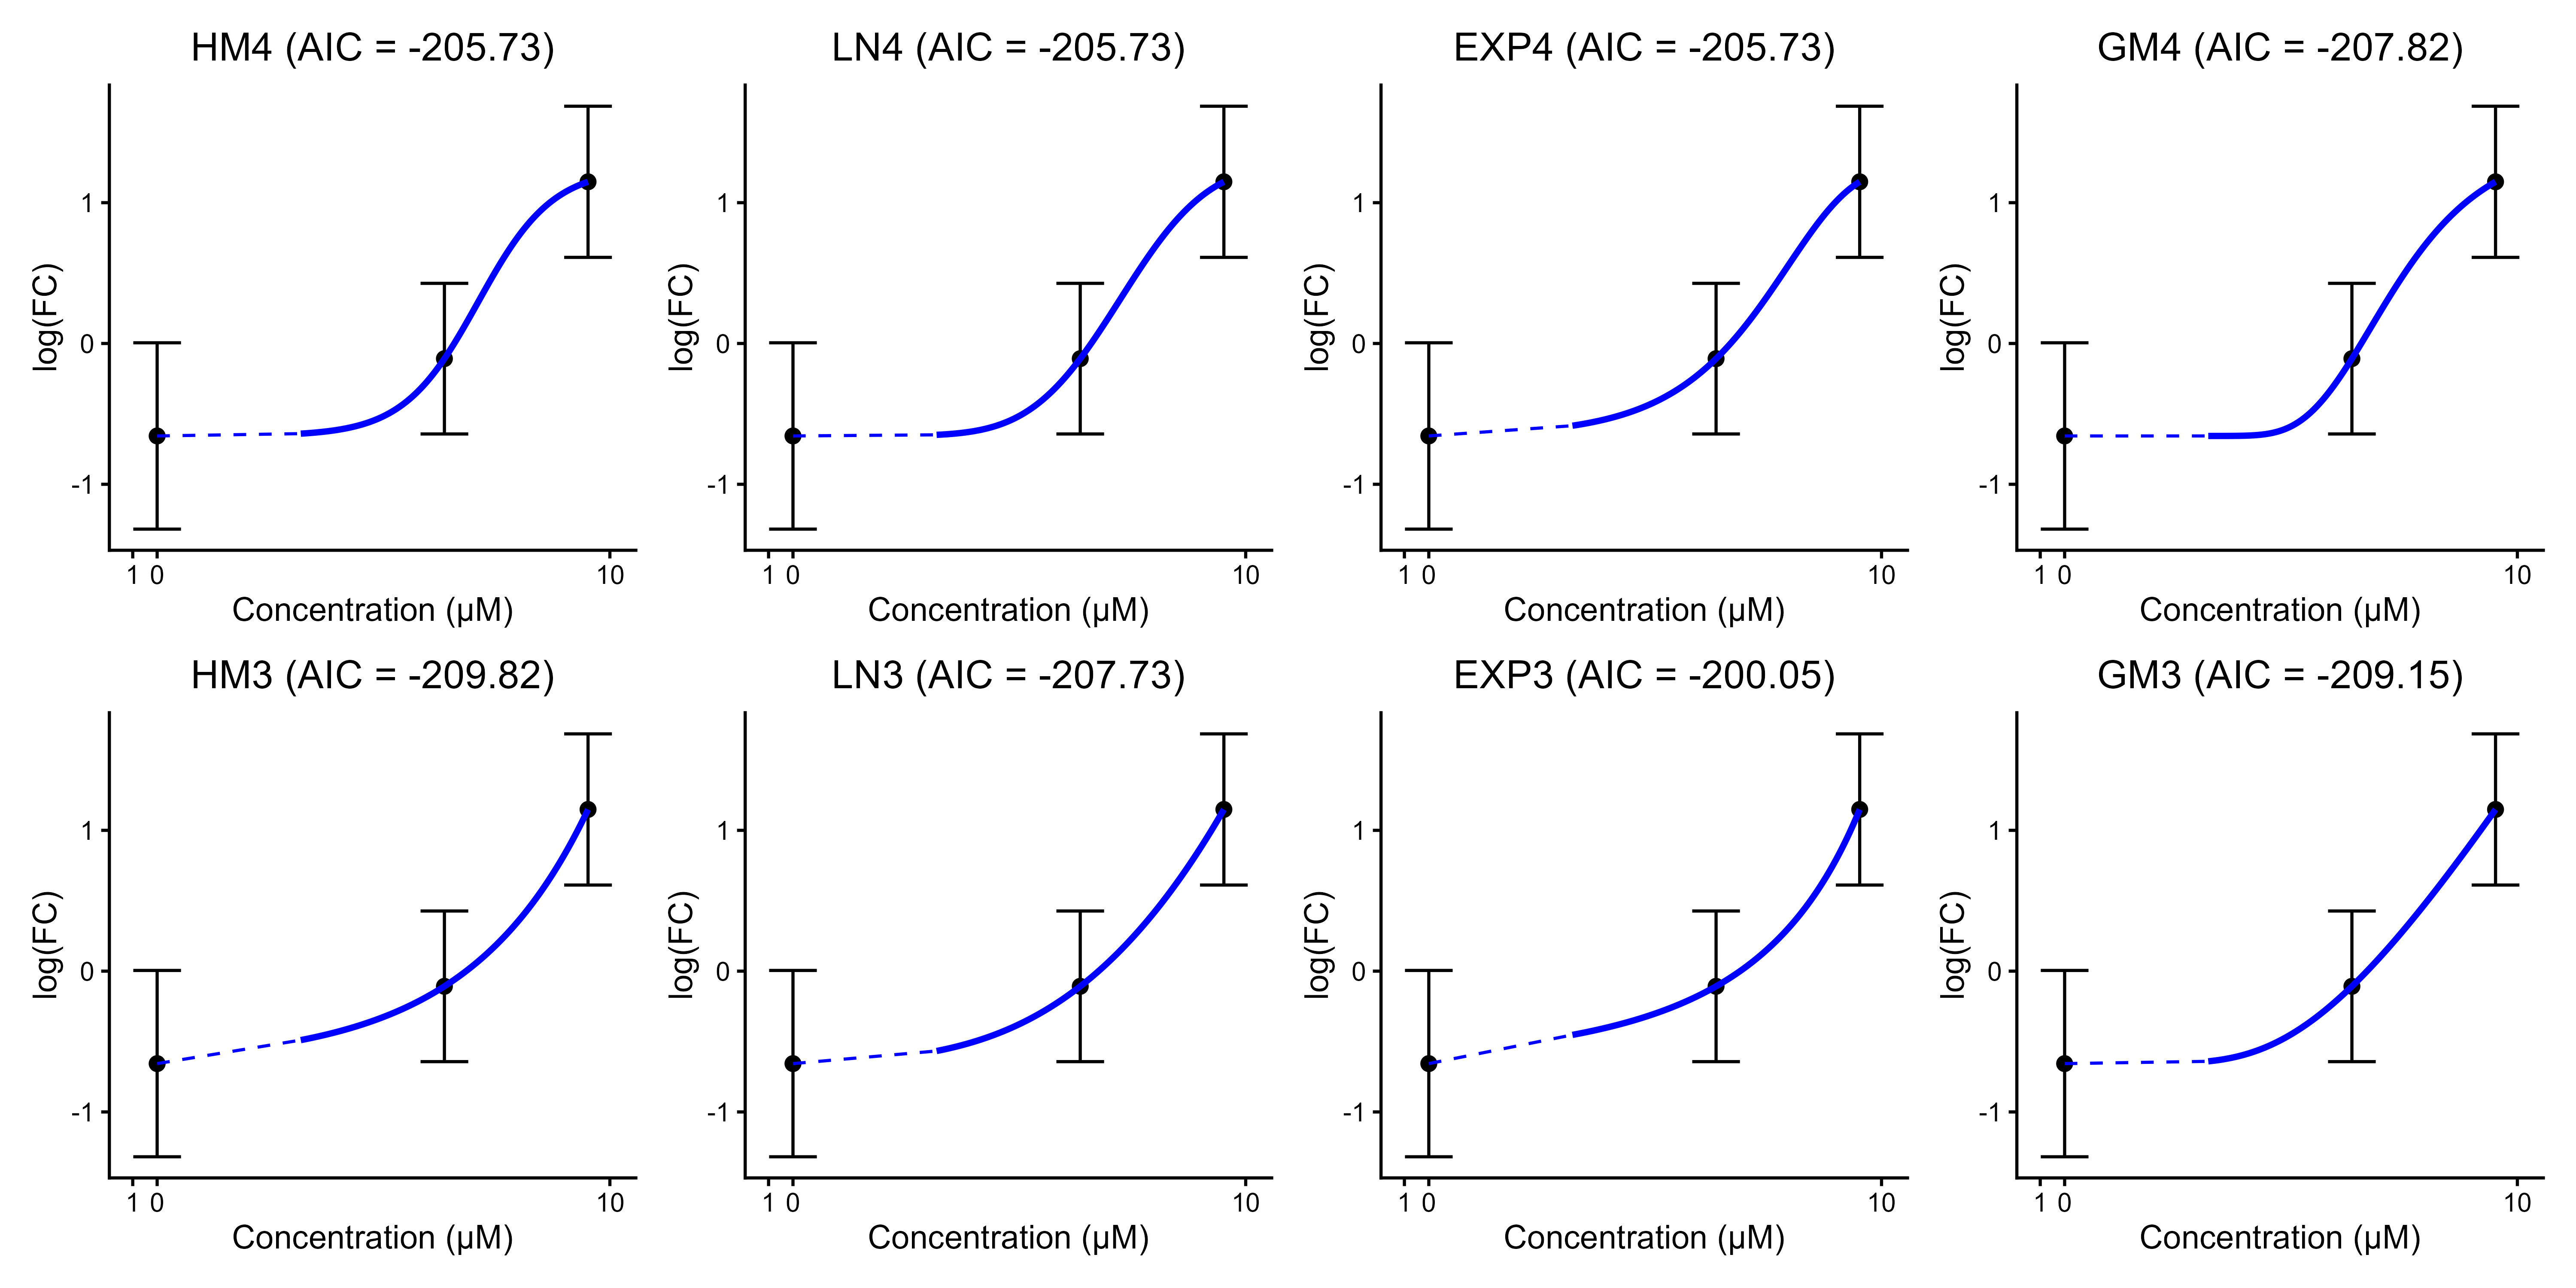 HM4 (AIC = -205.73)
log(FC)
1
0
-1
1 0 10
Concentration (µM)
LN4 (AIC = -205.73)
log(FC)
1
0
-1
1 0 10
Concentration (µM)
EXP4 (AIC = -205.73)
log(FC)
1
0
-1
1 0 10
Concentration (µM)
GM4 (AIC = -207.82)
log(FC)
1
0
-1
1 0 10
Concentration (µM)
HM3 (AIC = -209.82)
log(FC)
1
0
-1
1 0 10
Concentration (µM)
LN3 (AIC = -207.73)
log(FC)
1
0
-1
1 0 10
Concentration (µM)
EXP3 (AIC = -200.05)
log(FC)
1
0
-1
1 0 10
Concentration (µM)
GM3 (AIC = -209.15)
log(FC)
1
0
-1
1 0 10
Concentration (µM)